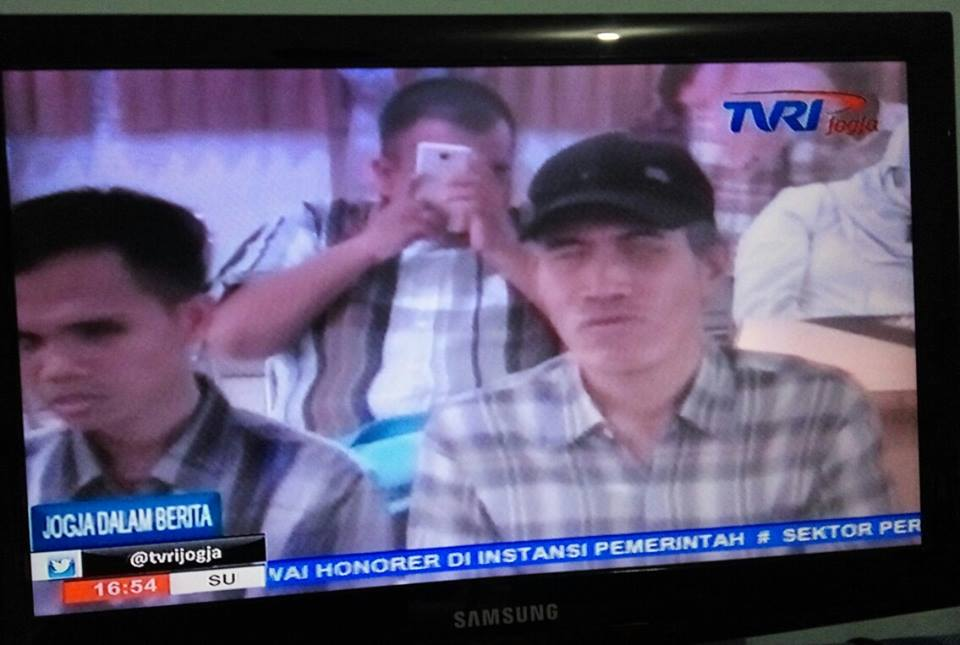 TVRI
jogja
JOGJA DALAM BERITA
@tvrijogja
16:54 SU
WAI HONORER DI INSTANSI PEMERINTAH # SEKTOR PER
SAMSUNG